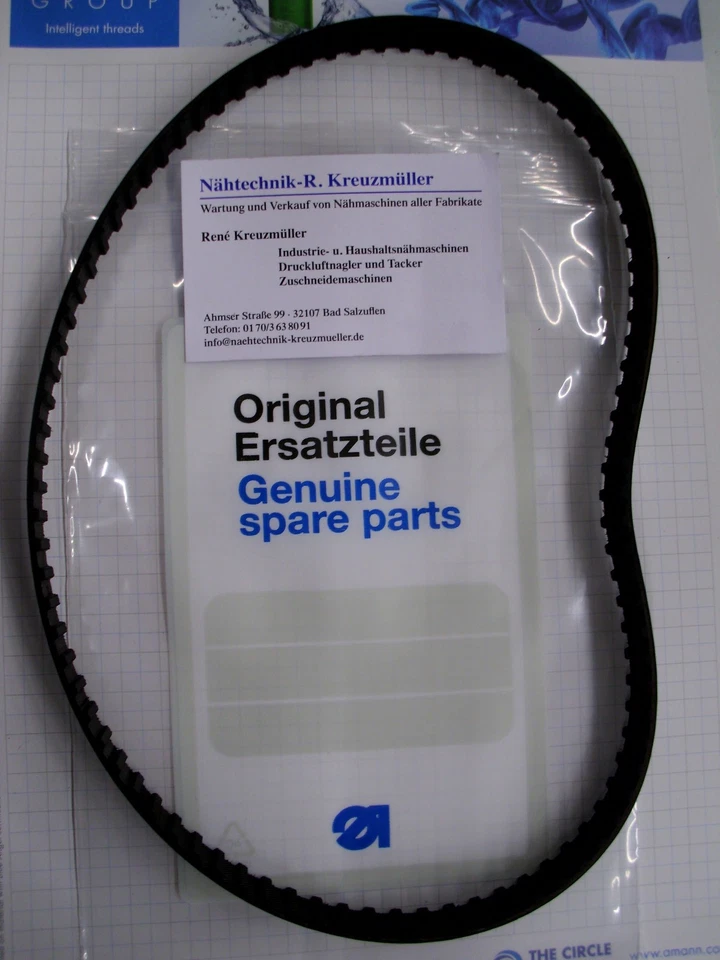 GROUP
Intelligent threads
Nähtechnik-R. Kreuzmüller
Wartung und Verkauf von Nähmaschinen aller Fabrikate
René Kreuzmüller
Industrie- u. Haushaltsnähmaschinen
Druckluftnagler und Tacker
Zuschneidemaschinen
Ahmser Straße 99 · 32107 Bad Salzuflen
Telefon: 01 70/3 63 80 91
info@naehtechnik-kreuzmueller.de
Original
Ersatzteile
Genuine
spare parts
THE CIRCLE
www.amann.co